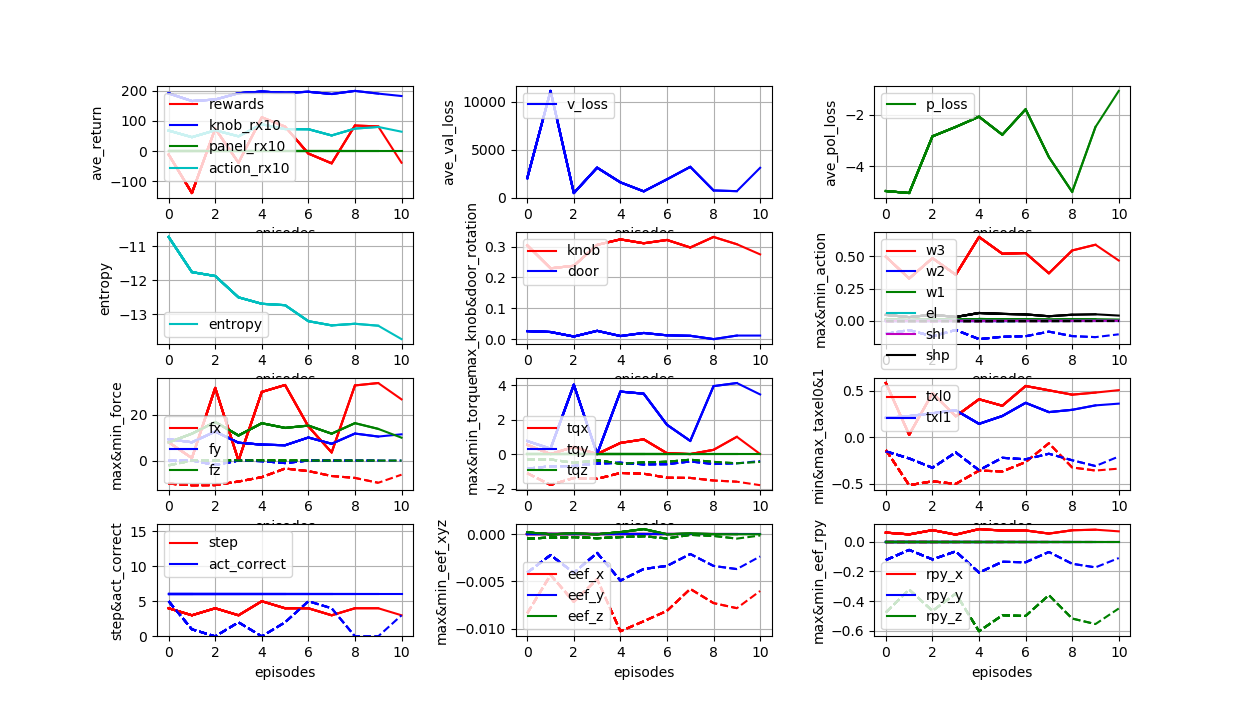 ave_return
200
100
0
−100
rewards
knob_rx10
panel_rx10
action_rx10
0 2 4 6 8 10
episodes
ave_val_loss
10000
5000
0
v_loss
0 2 4 6 8 10
episodes
ave_pol_loss
−2
−4
p_loss
0 2 4 6 8 10
episodes
entropy
−11
−12
−13
entropy
0 2 4 6 8 10
episodes
max_knob&door_rotation
0.3
0.2
0.1
0.0
knob
door
0 2 4 6 8 10
episodes
max&min_action
0.50
0.25
0.00
w3
w2
w1
el
shl
shp
0 2 4 6 8 10
episodes
max&min_force
20
0
fx
fy
fz
0 2 4 6 8 10
episodes
max&min_torque
4
2
0
−2
tqx
tqy
tqz
0 2 4 6 8 10
episodes
min&max_taxel0&1
0.5
0.0
−0.5
txl0
txl1
0 2 4 6 8 10
episodes
step&act_correct
15
10
5
0
step
act_correct
0 2 4 6 8 10
episodes
max&min_eef_xyz
0.000
−0.005
−0.010
eef_x
eef_y
eef_z
0 2 4 6 8 10
episodes
max&min_eef_rpy
0.0
−0.2
−0.4
−0.6
rpy_x
rpy_y
rpy_z
0 2 4 6 8 10
episodes